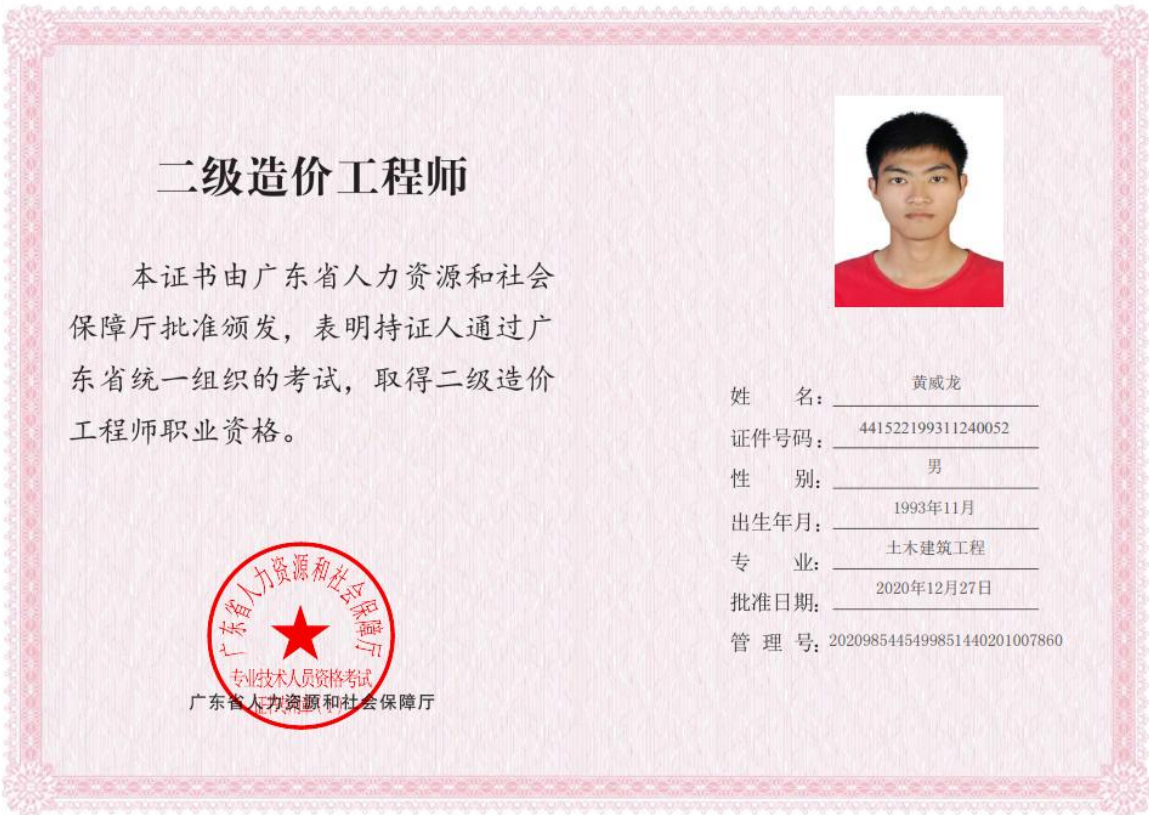 二级造价工程师
本证书由广东省人力资源和社会
保障厅批准颁发，表明持证人通过广
东省统一组织的考试，取得二级造价
工程师职业资格。
姓 名：黄威龙
证件号码：441522199311240052
性 别：男
出生年月：1993年11月
专 业：土木建筑工程
批准日期：2020年12月27日
管 理 号：20209854454998514402010078​60
广东省人力资源和社会保障厅
专业技术人员资格考试
广东省人力资源和社会保障厅